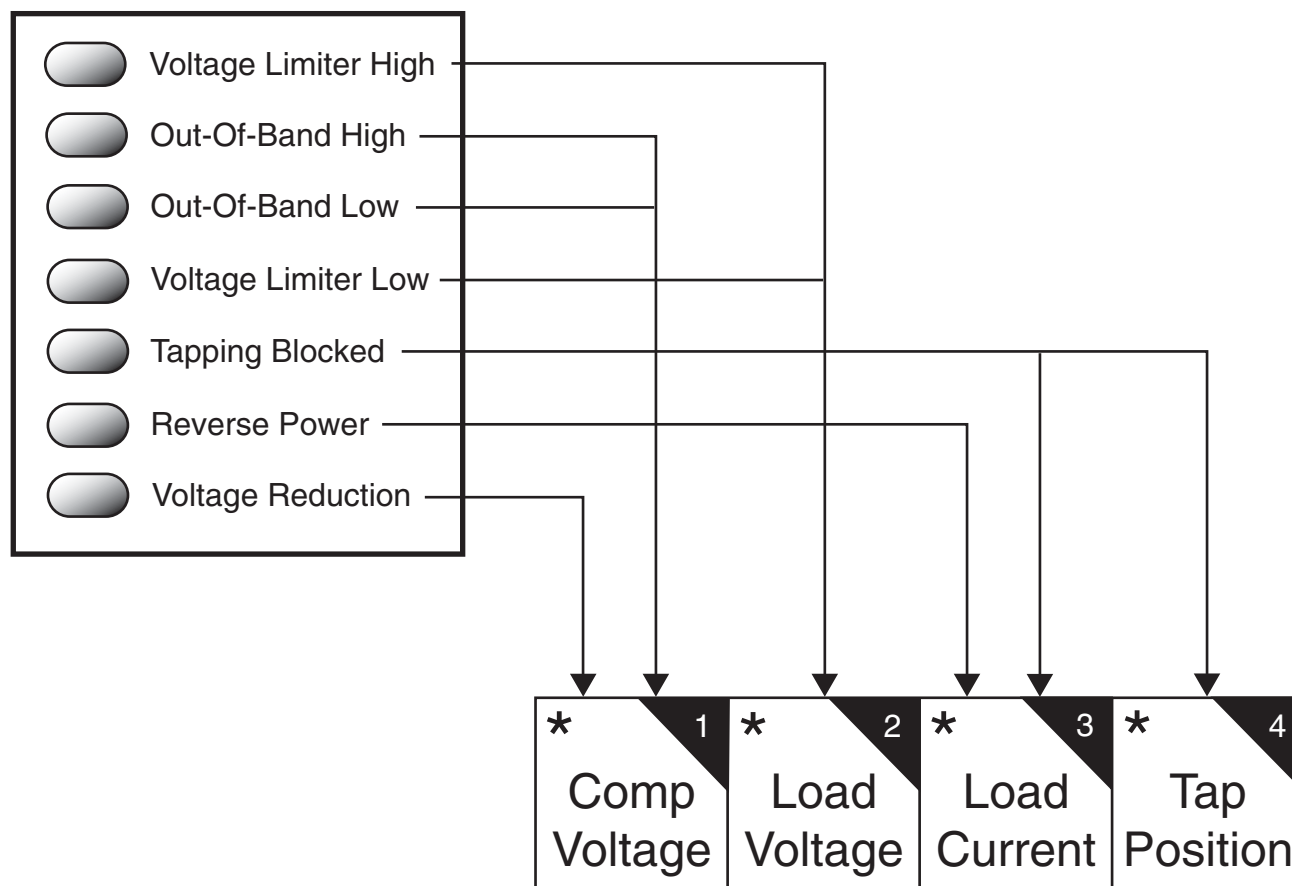 Voltage Limiter High
Out-Of-Band High
Out-Of-Band Low
Voltage Limiter Low
Tapping Blocked
Reverse Power
Voltage Reduction
* 1
Comp
Voltage
* 2
Load
Voltage
* 3
Load
Current
* 4
Tap
Position